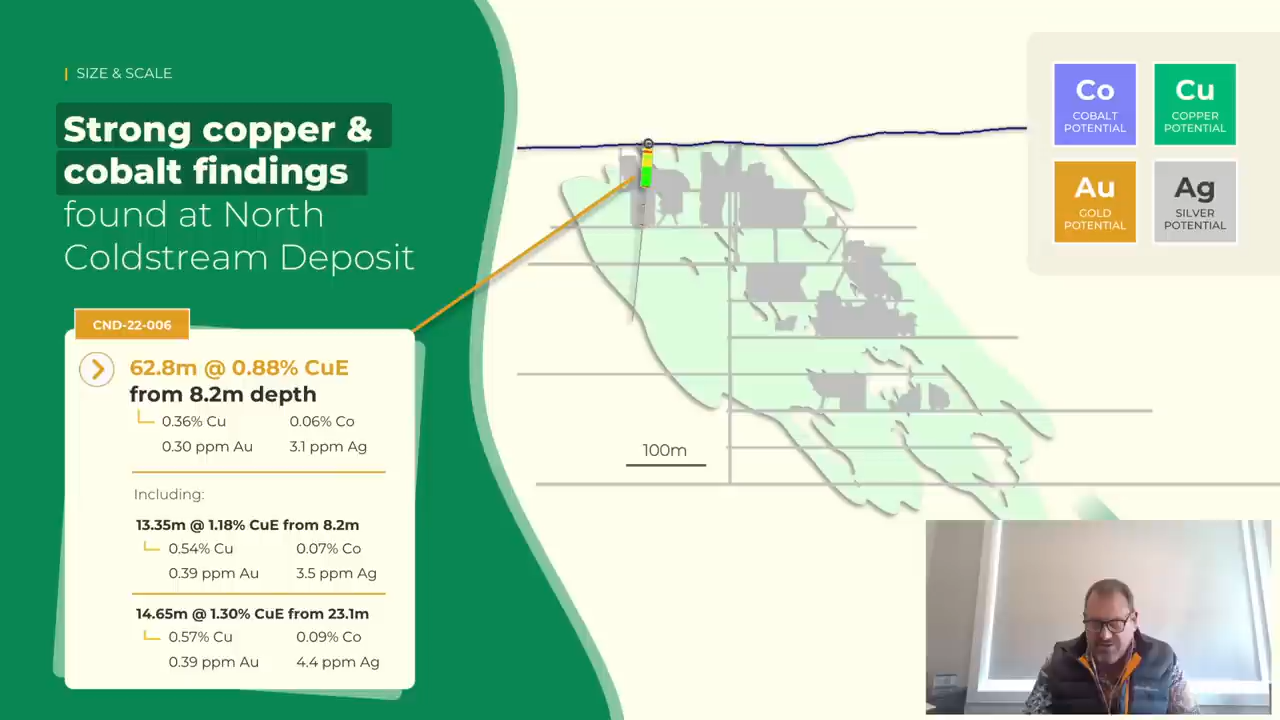 SIZE & SCALE
Strong copper &
cobalt findings
found at North
Coldstream Deposit
CND-22-006
62.8m @ 0.88% CuE
from 8.2m depth
0.36% Cu 0.06% Co
0.30 ppm Au 3.1 ppm Ag
Including:
13.35m @ 1.18% CuE from 8.2m
0.54% Cu 0.07% Co
0.39 ppm Au 3.5 ppm Ag
14.65m @ 1.30% CuE from 23.1m
0.57% Cu 0.09% Co
0.39 ppm Au 4.4 ppm Ag
100m
Co
COBALT
POTENTIAL
Cu
COPPER
POTENTIAL
Au
GOLD
POTENTIAL
Ag
SILVER
POTENTIAL